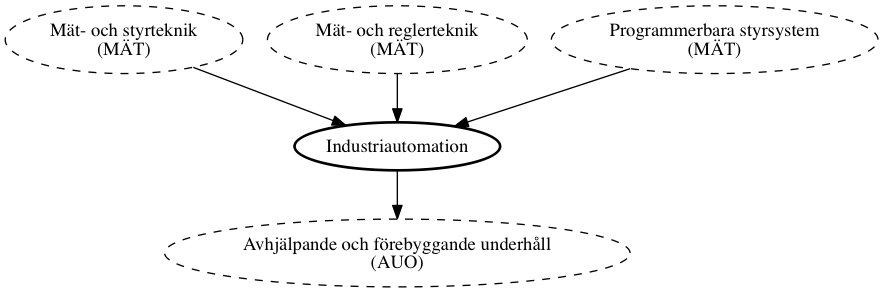 Mät- och styrteknik
(MÄT)
Mät- och reglerteknik
(MÄT)
Programmerbara styrsystem
(MÄT)
Industriautomation
Avhjälpande och förebyggande underhåll
(AUO)